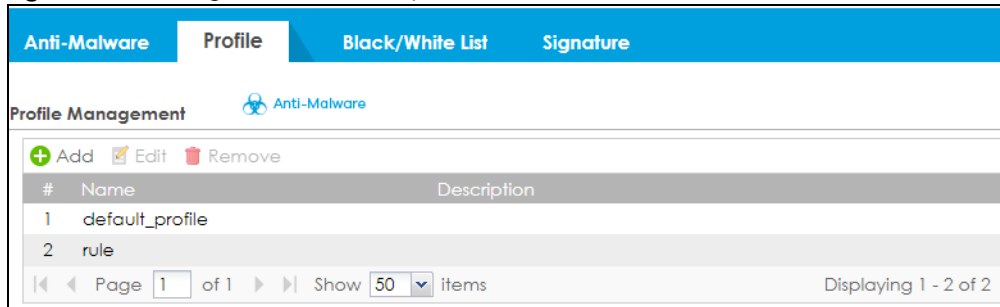 Anti-Malware Profile Black/White List Signature
Profile Management Anti-Malware
Add Edit Remove
# Name Description
1 default_profile
2 rule
Page 1 of 1 Show 50 items Displaying 1 - 2 of 2